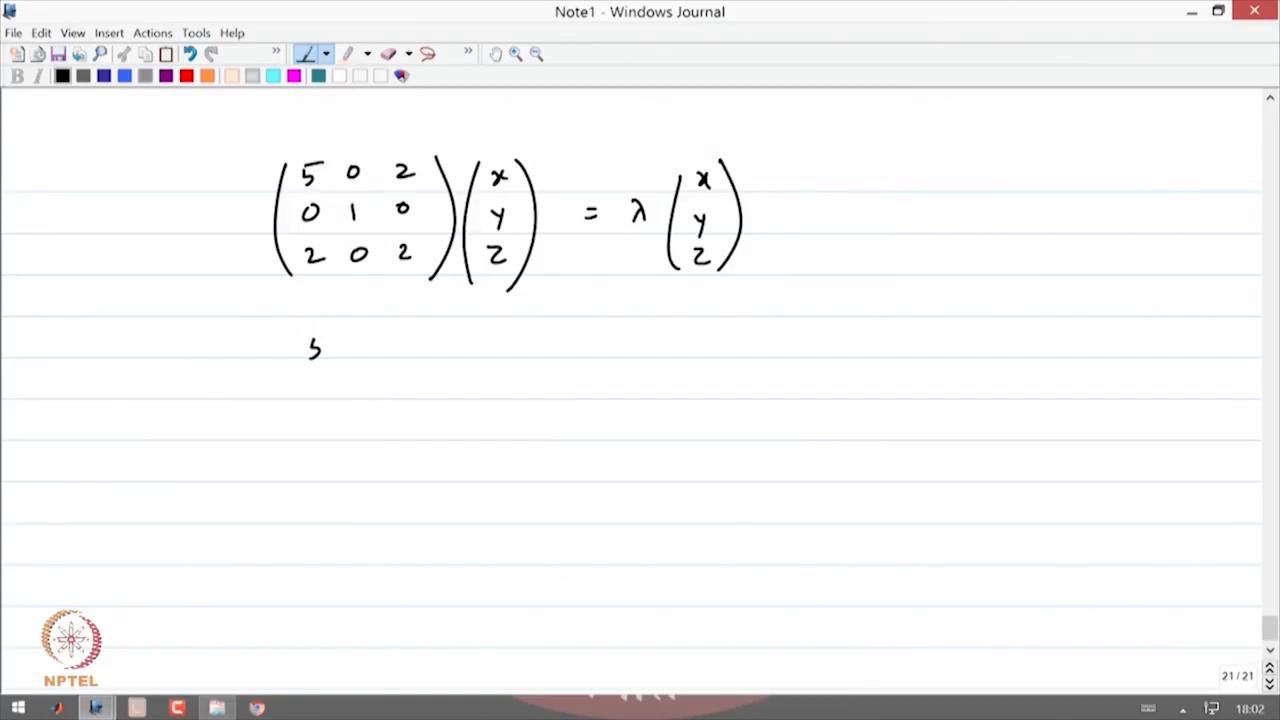 Note1 - Windows Journal
File Edit View Insert Actions Tools Help
5 0 2 x = λ x
0 1 0 y y
2 0 2 z z
5
21 / 21
NPTEL
18:02